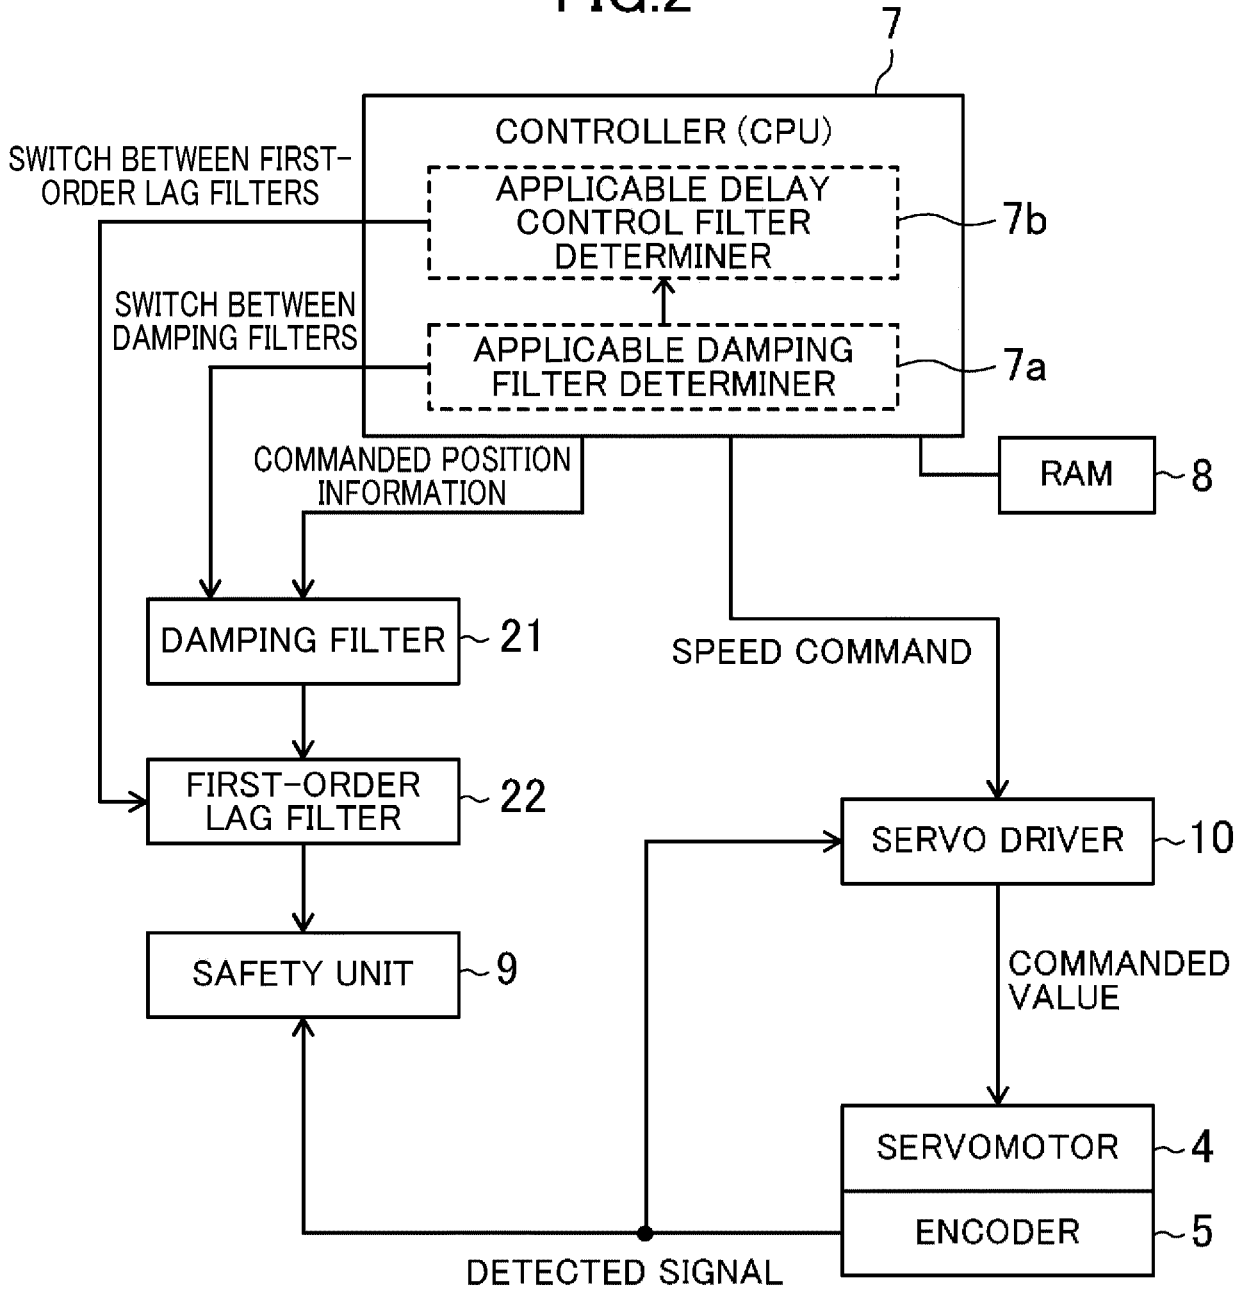 FIG.2
7
CONTROLLER (CPU)
SWITCH BETWEEN FIRST-
ORDER LAG FILTERS
APPLICABLE DELAY
CONTROL FILTER
DETERMINER
7b
SWITCH BETWEEN
DAMPING FILTERS
APPLICABLE DAMPING
FILTER DETERMINER
7a
COMMANDED POSITION
INFORMATION
RAM
8
DAMPING FILTER
21
SPEED COMMAND
FIRST-ORDER
LAG FILTER
22
SERVO DRIVER
10
SAFETY UNIT
9
COMMANDED
VALUE
SERVOMOTOR
4
ENCODER
5
DETECTED SIGNAL